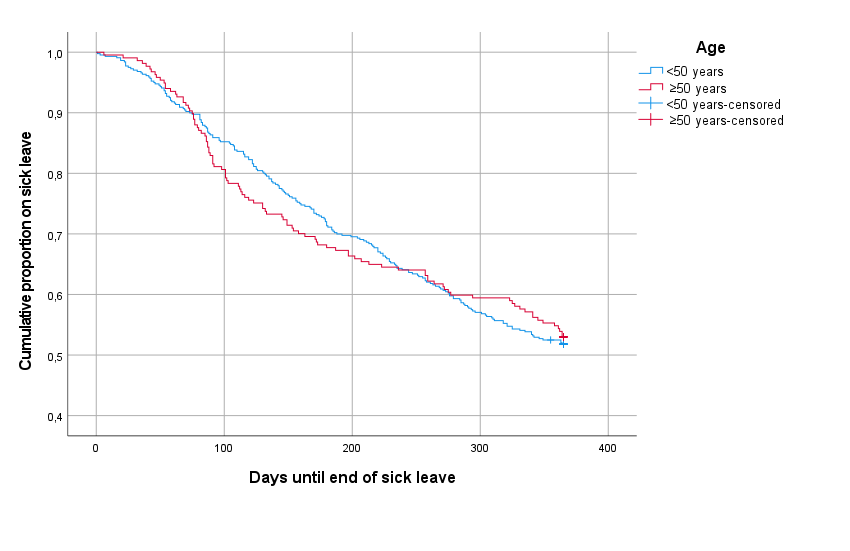 Age
<50 years
≥50 years
<50 years-censored
≥50 years-censored
1,0
0,9
0,8
0,7
0,6
0,5
0,4
Cumulative proportion on sick leave
0
100
200
300
400
Days until end of sick leave